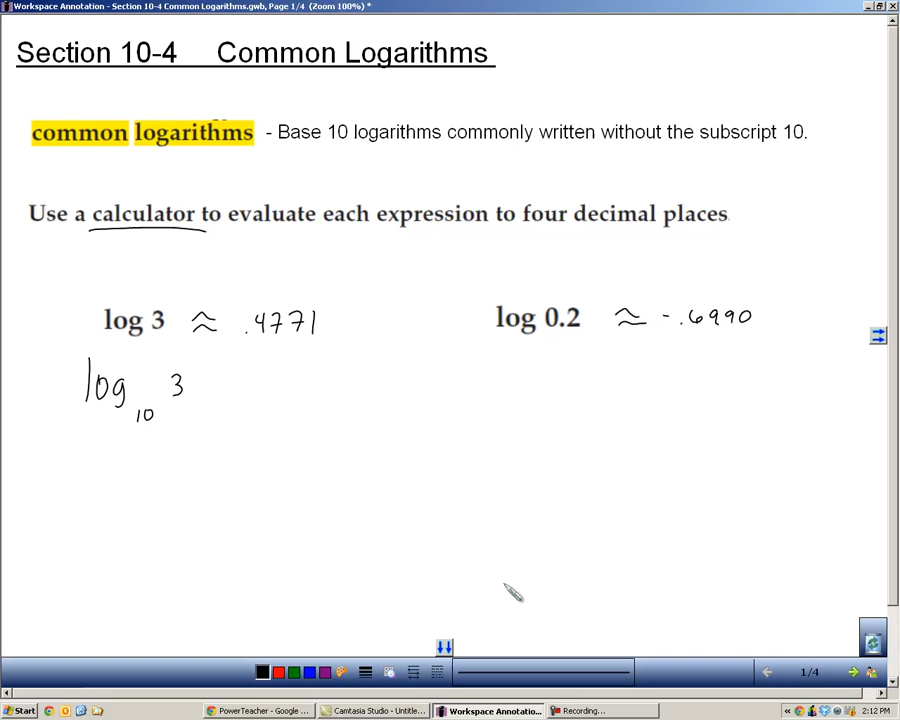 Workspace Annotation - Section 10-4 Common Logarithms.gwb, Page 1/4 (Zoom 100%) *
Section 10-4 Common Logarithms
common logarithms - Base 10 logarithms commonly written without the subscript 10.
Use a calculator to evaluate each expression to four decimal places.
log 3 ≈ .4771
log 0.2 ≈ -.6990
log₁₀ 3
1/4
Start
PowerTeacher - Google ...
Camtasia Studio - Untitle...
Workspace Annotatio...
Recording...
2:12 PM